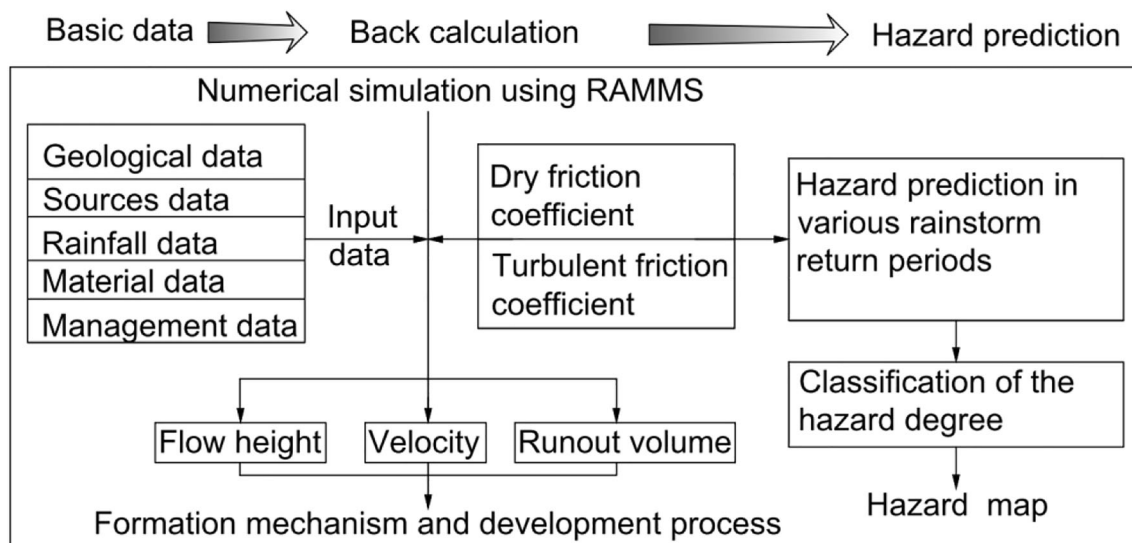 Basic data
Back calculation
Hazard prediction
Numerical simulation using RAMMS
Geological data
Sources data
Rainfall data
Material data
Management data
Input
data
Dry friction
coefficient
Turbulent friction
coefficient
Hazard prediction in
various rainstorm
return periods
Classification of the
hazard degree
Hazard map
Flow height
Velocity
Runout volume
Formation mechanism and development process